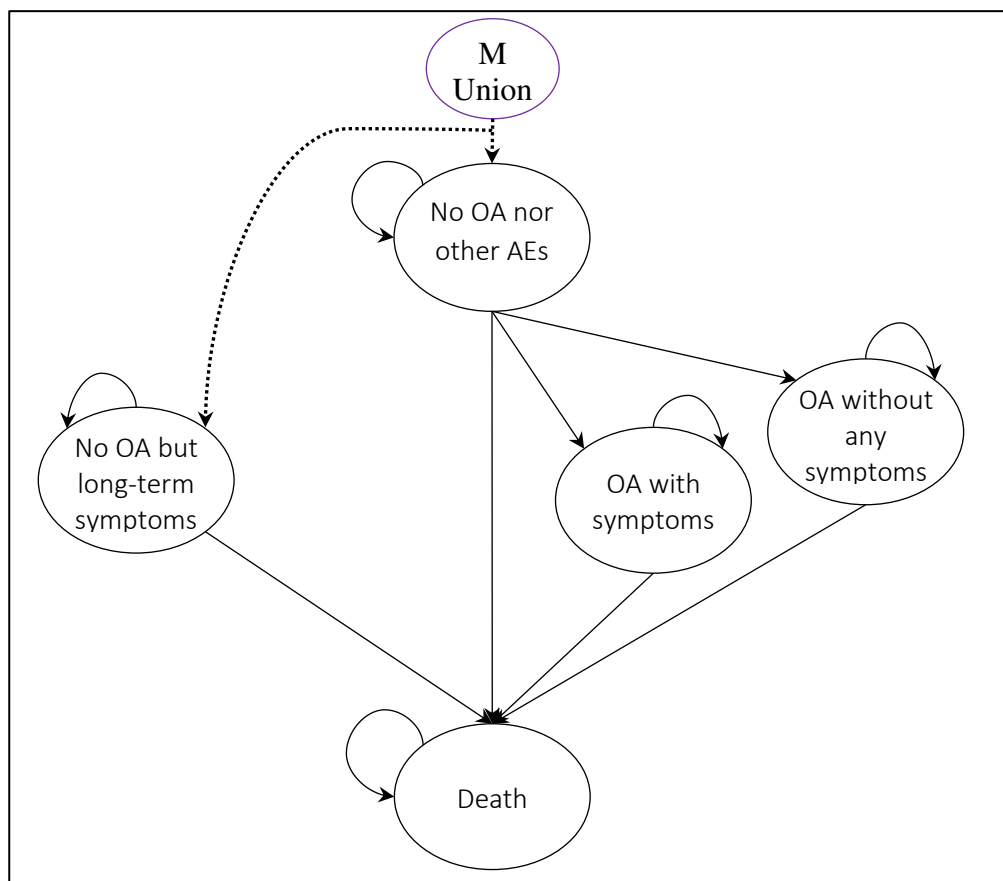 M
Union
No OA nor
other AEs
OA without
any
symptoms
No OA but
long-term
symptoms
OA with
symptoms
Death